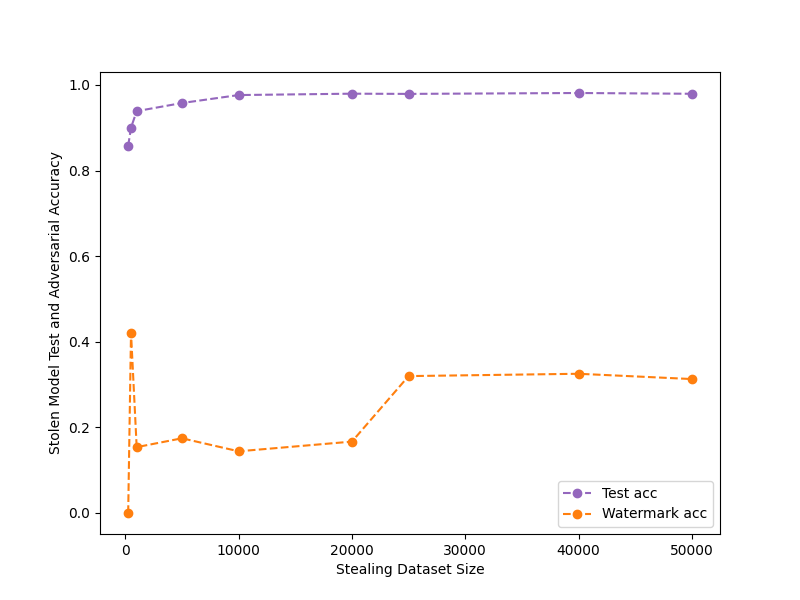 1.0
0.8
0.6
0.4
0.2
0.0
Stolen Model Test and Adversarial Accuracy
Test acc
Watermark acc
0 10000 20000 30000 40000 50000
Stealing Dataset Size